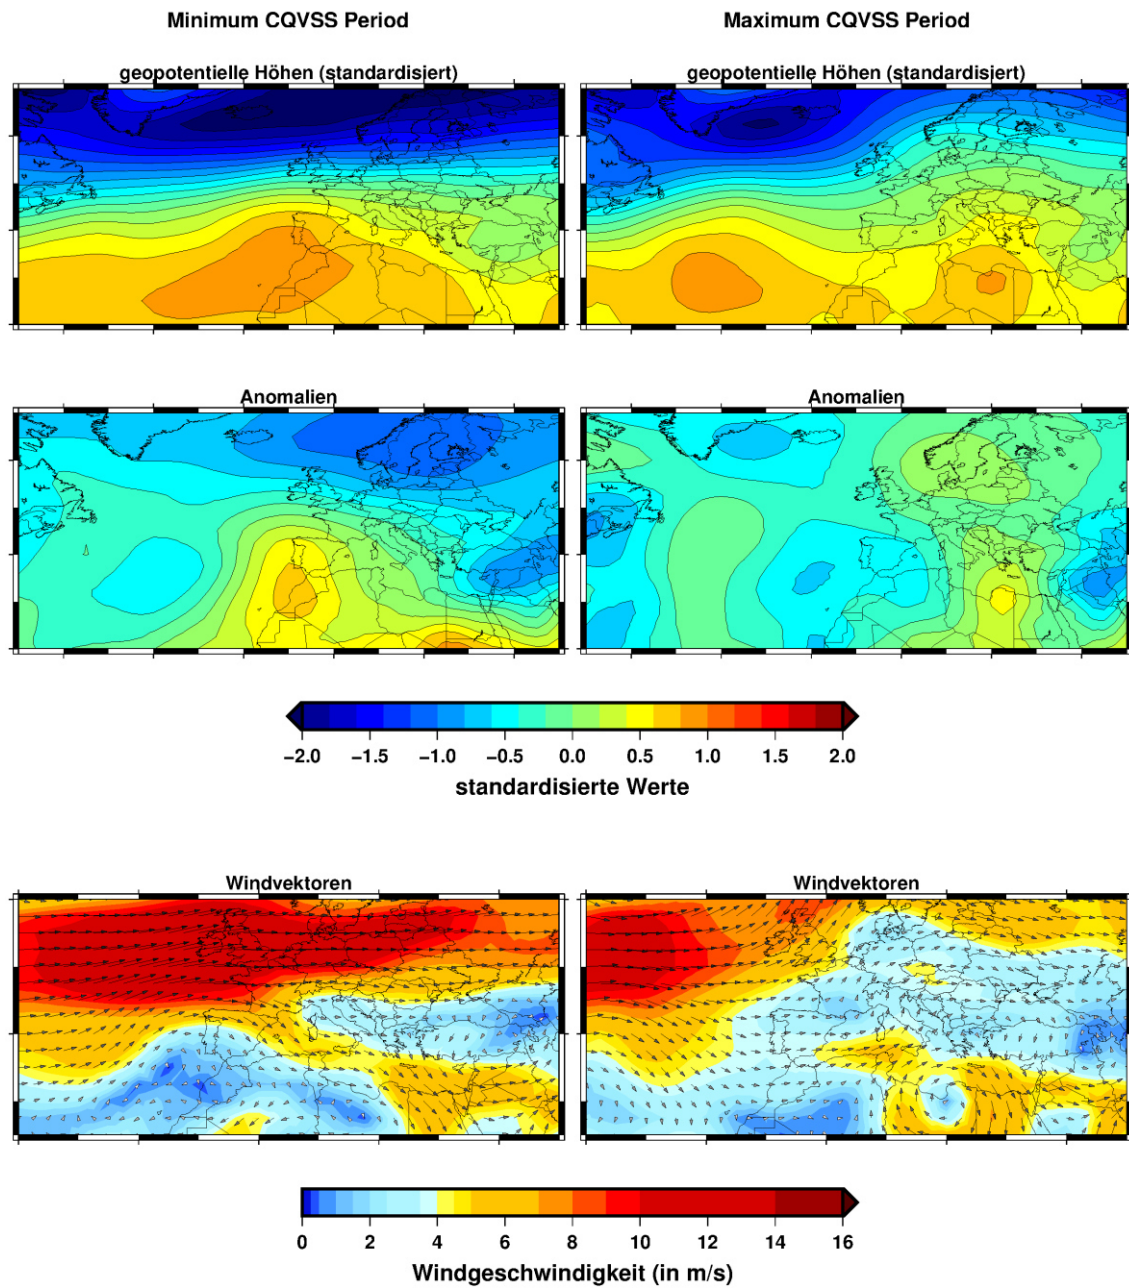 Minimum CQVSS Period
Maximum CQVSS Period
geopotentielle Höhen (standardisiert)
geopotentielle Höhen (standardisiert)
Anomalien
Anomalien
−2.0 −1.5 −1.0 −0.5 0.0 0.5 1.0 1.5 2.0
standardisierte Werte
Windvektoren
Windvektoren
0 2 4 6 8 10 14 16
Windgeschwindigkeit (in m/s)